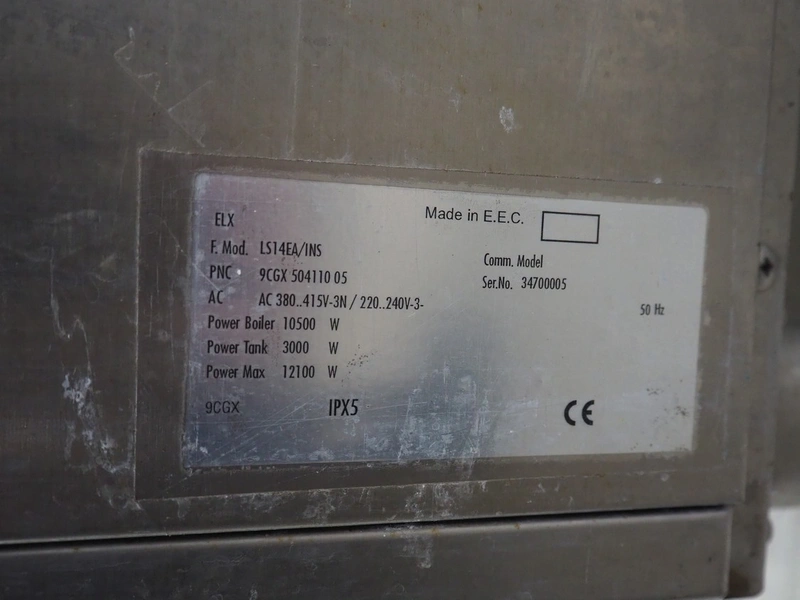 ELX
Made in E.E.C.
F. Mod. LS14EA/INS
Comm. Model
PNC 9CGX 504110 05
Ser.No. 34700005
AC AC 380..415V-3N / 220..240V-3-
50 Hz
Power Boiler 10500 W
Power Tank 3000 W
Power Max 12100 W
9CGX IPX5 CE